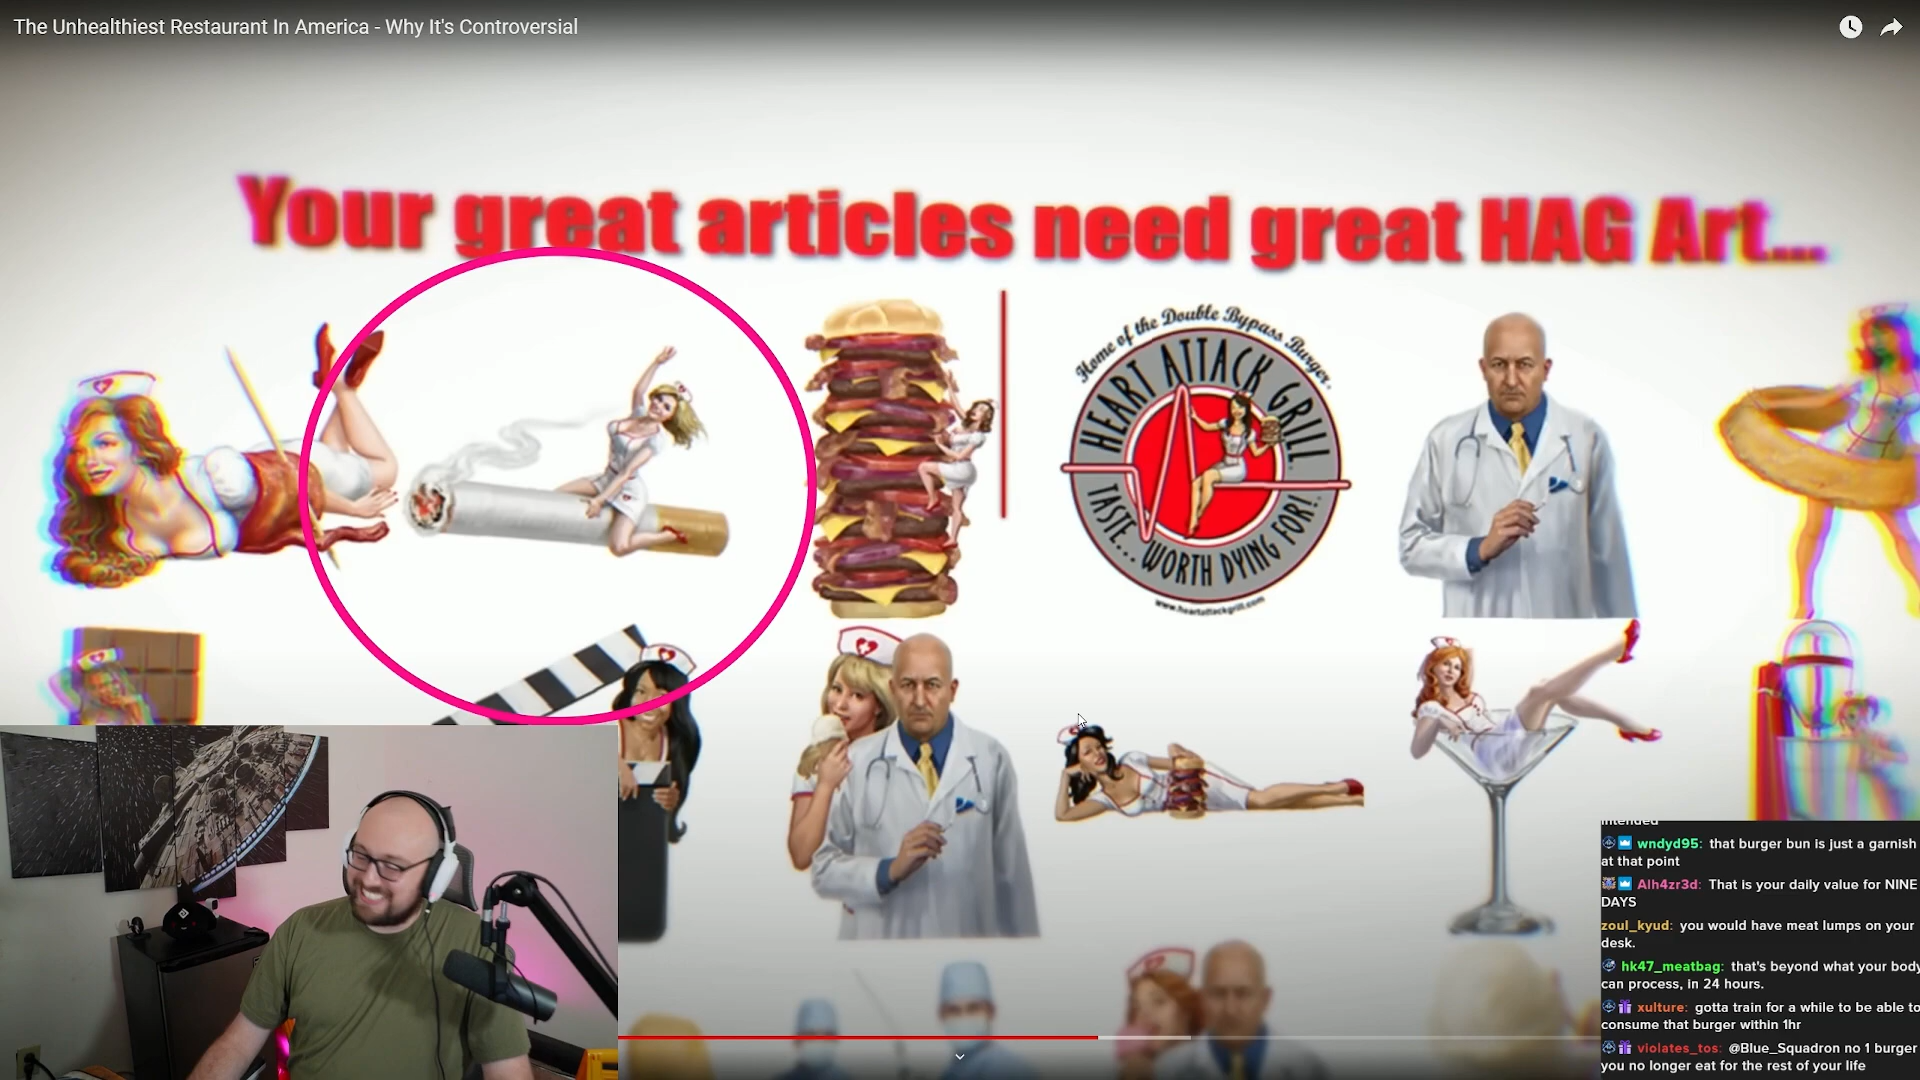 The Unhealthiest Restaurant In America - Why It's Controversial
Your great articles need great HAG Art...
Home of the Double Bypass Burger.
HEART ATTACK GRILL
TASTE... WORTH DYING FOR!
www.heartattackgrill.com
intended
wndyd95: that burger bun is just a garnish
at that point
Alh4zr3d: That is your daily value for NINE
DAYS
zoul_kyud: you would have meat lumps on your
desk.
hk47_meatbag: that's beyond what your body
can process, in 24 hours.
xulture: gotta train for a while to be able to
consume that burger within 1hr
violates_tos: @Blue_Squadron no 1 burger
you no longer eat for the rest of your life